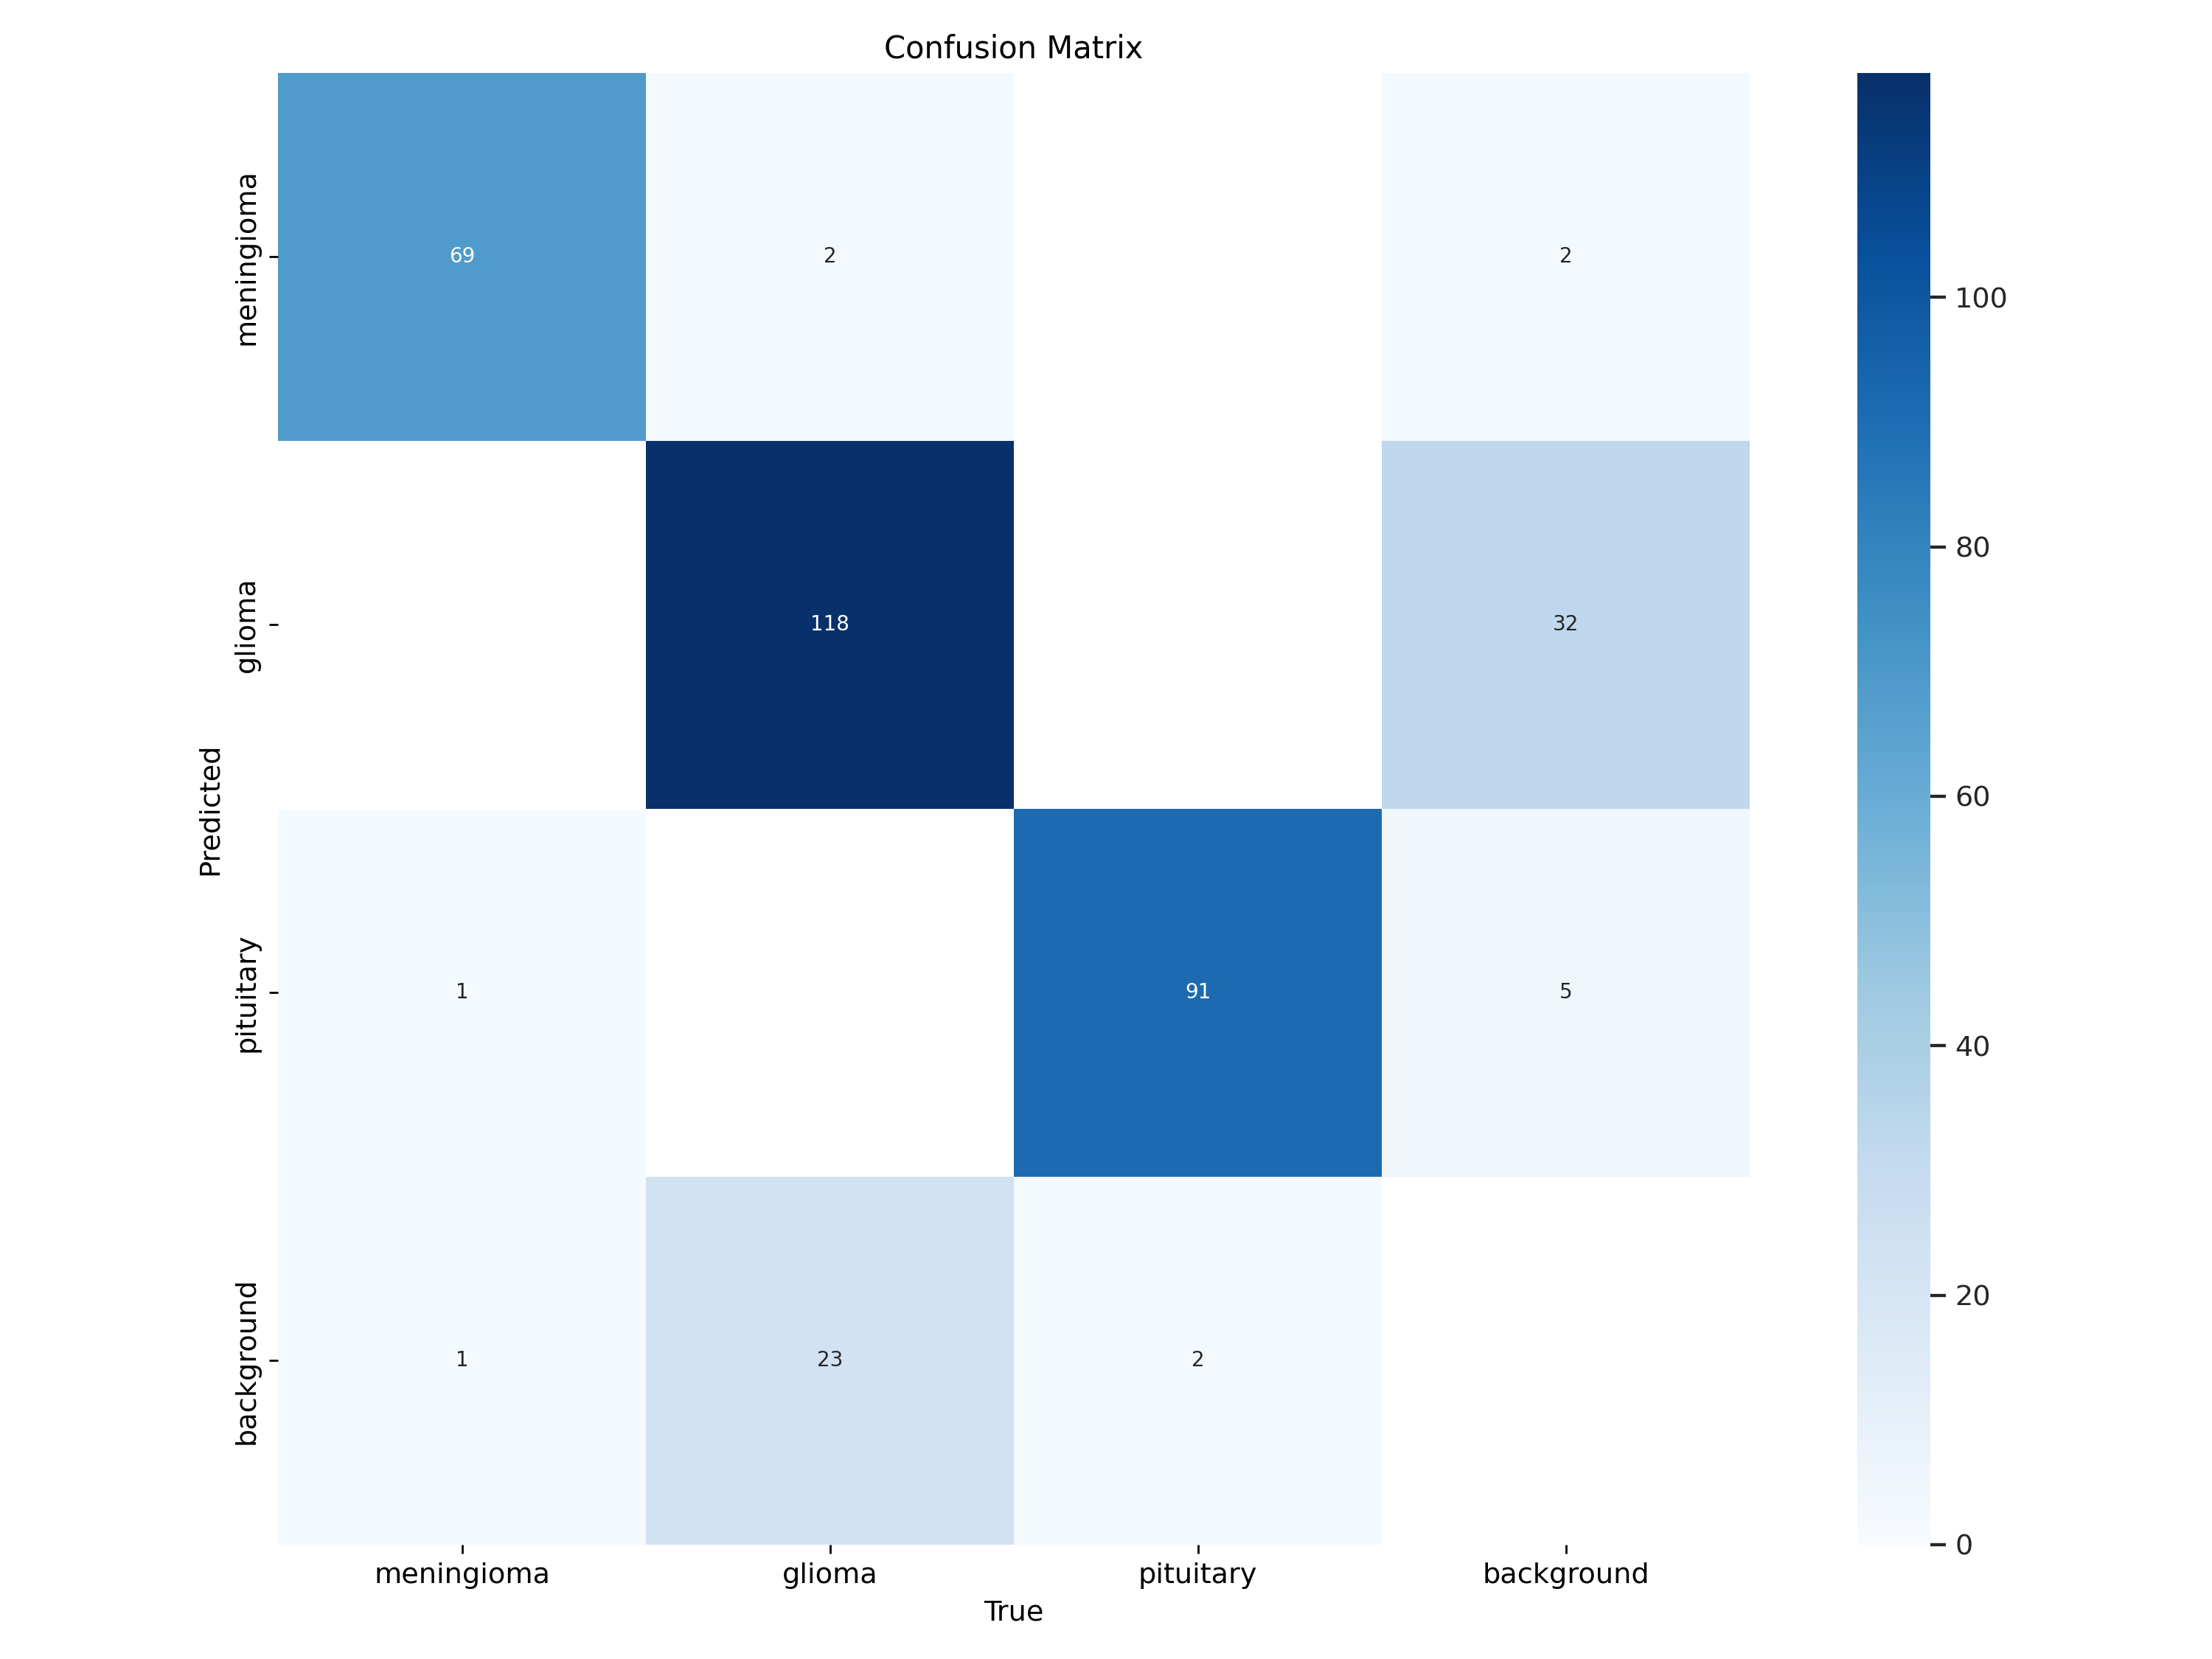 Confusion Matrix
meningioma
69
2
2
100
glioma
118
32
80
60
Predicted
pituitary
1
91
5
40
background
1
23
2
20
0
meningioma
glioma
pituitary
background
True